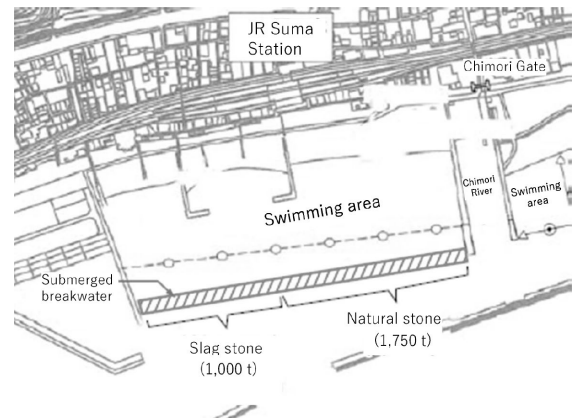 JR Suma
Station
Chimori Gate
Chimori
River
Swimming
area
Swimming area
Submerged
breakwater
Natural stone
(1,750 t)
Slag stone
(1,000 t)